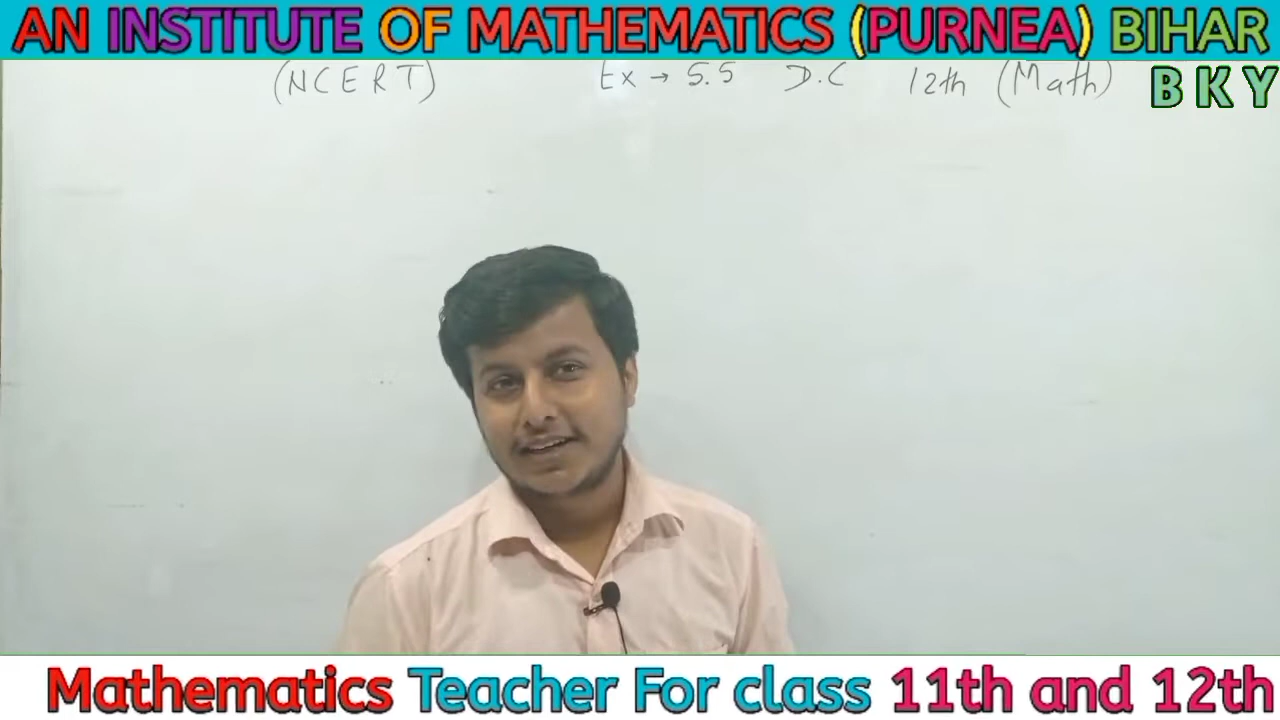 AN INSTITUTE OF MATHEMATICS (PURNEA) BIHAR
(NCERT) Ex → 5.5 D.C 12th (Math)
BKY
Mathematics Teacher For class 11th and 12th